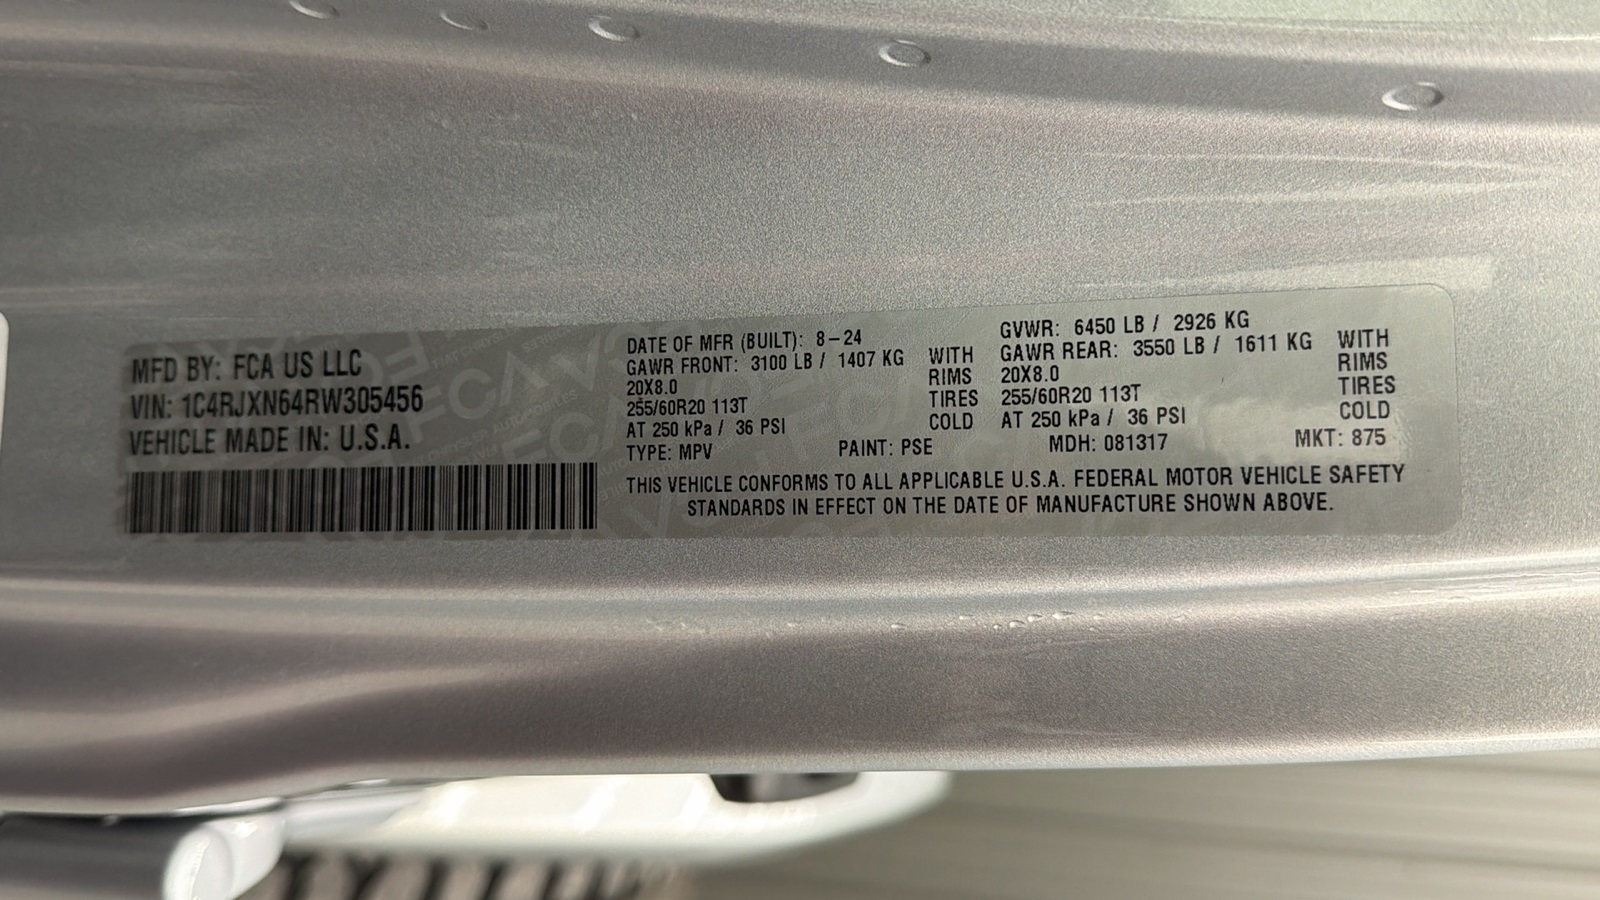 MFD BY: FCA US LLC
VIN: 1C4RJXN64RW305456
VEHICLE MADE IN: U.S.A.
DATE OF MFR (BUILT): 8-24
GAWR FRONT: 3100 LB / 1407 KG WITH
20X8.0 RIMS
255/60R20 113T TIRES
AT 250 kPa / 36 PSI COLD
GVWR: 6450 LB / 2926 KG
GAWR REAR: 3550 LB / 1611 KG WITH
20X8.0 RIMS
255/60R20 113T TIRES
AT 250 kPa / 36 PSI COLD
TYPE: MPV PAINT: PSE MDH: 081317 MKT: 875
THIS VEHICLE CONFORMS TO ALL APPLICABLE U.S.A. FEDERAL MOTOR VEHICLE SAFETY
STANDARDS IN EFFECT ON THE DATE OF MANUFACTURE SHOWN ABOVE.